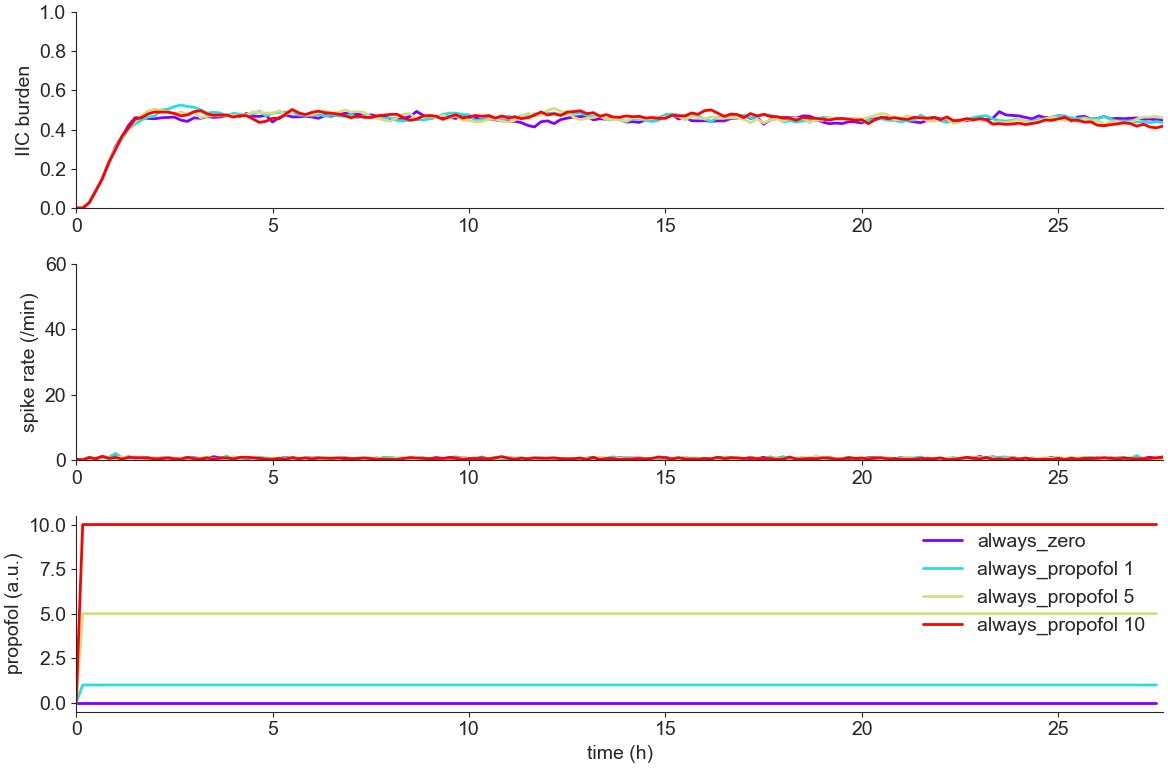 IIC burden
1.0
0.8
0.6
0.4
0.2
0.0
0 5 10 15 20 25
spike rate (/min)
60
40
20
0
0 5 10 15 20 25
propofol (a.u.)
10.0
7.5
5.0
2.5
0.0
always_zero
always_propofol 1
always_propofol 5
always_propofol 10
0 5 10 15 20 25
time (h)